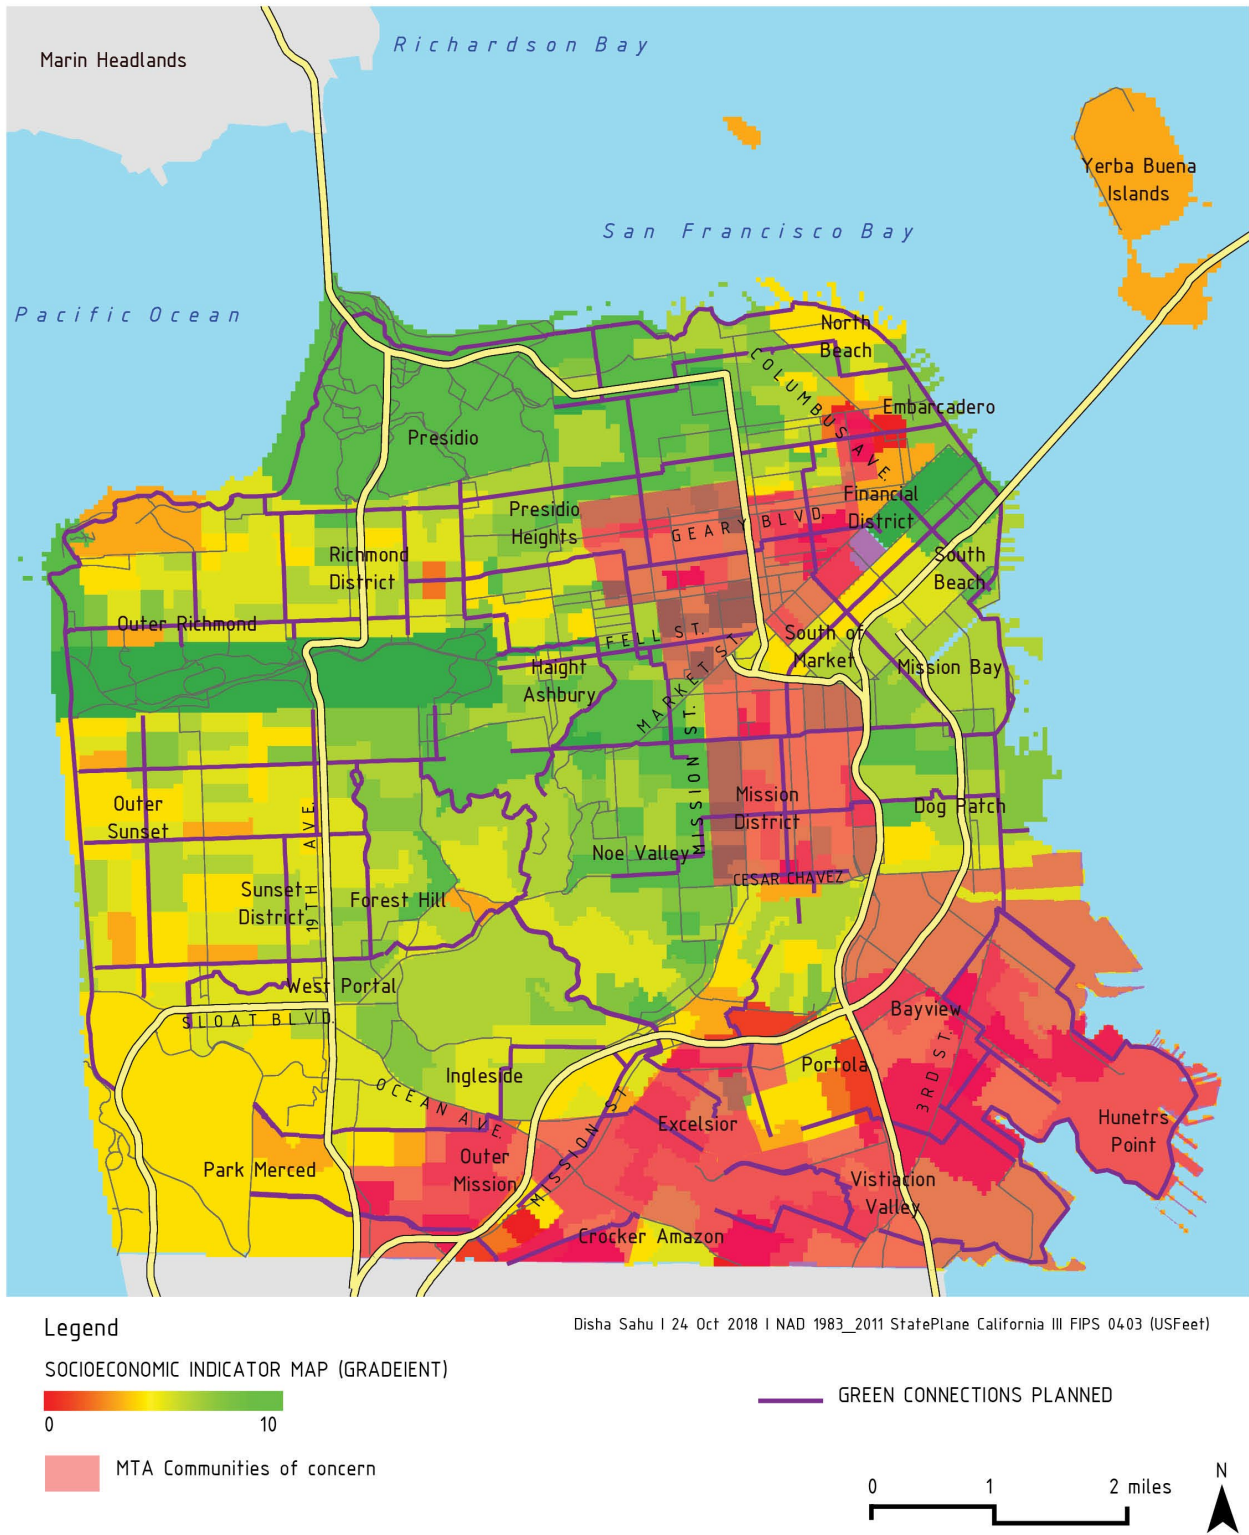 Marin Headlands
Richardson Bay
Yerba Buena
Islands
San Francisco Bay
Pacific Ocean
North
Beach
COLUMBUS AVE.
Embarcadero
Presidio
Financial
District
Presidio
Heights
GEARY BLVD.
Richmond
District
South
Beach
Outer Richmond
FELL ST.
South of
Market
Haight
Ashbury
Mission Bay
MARKET ST.
MISSION ST.
Outer
Sunset
Mission
District
Dog Patch
19TH AVE.
Noe Valley
CESAR CHAVEZ
Sunset
District
Forest Hill
West Portal
SLOAT BLVD.
Bayview
Portola
3RD ST.
Ingleside
OCEAN AVE.
MISSION ST
Excelsior
Hunetrs
Point
Park Merced
Outer
Mission
Vistiacion
Valley
Crocker Amazon
Legend
Disha Sahu | 24 Oct 2018 | NAD 1983_2011 StatePlane California III FIPS 0403 (USFeet)
SOCIOECONOMIC INDICATOR MAP (GRADEIENT)
0 10
GREEN CONNECTIONS PLANNED
MTA Communities of concern
0 1 2 miles
N